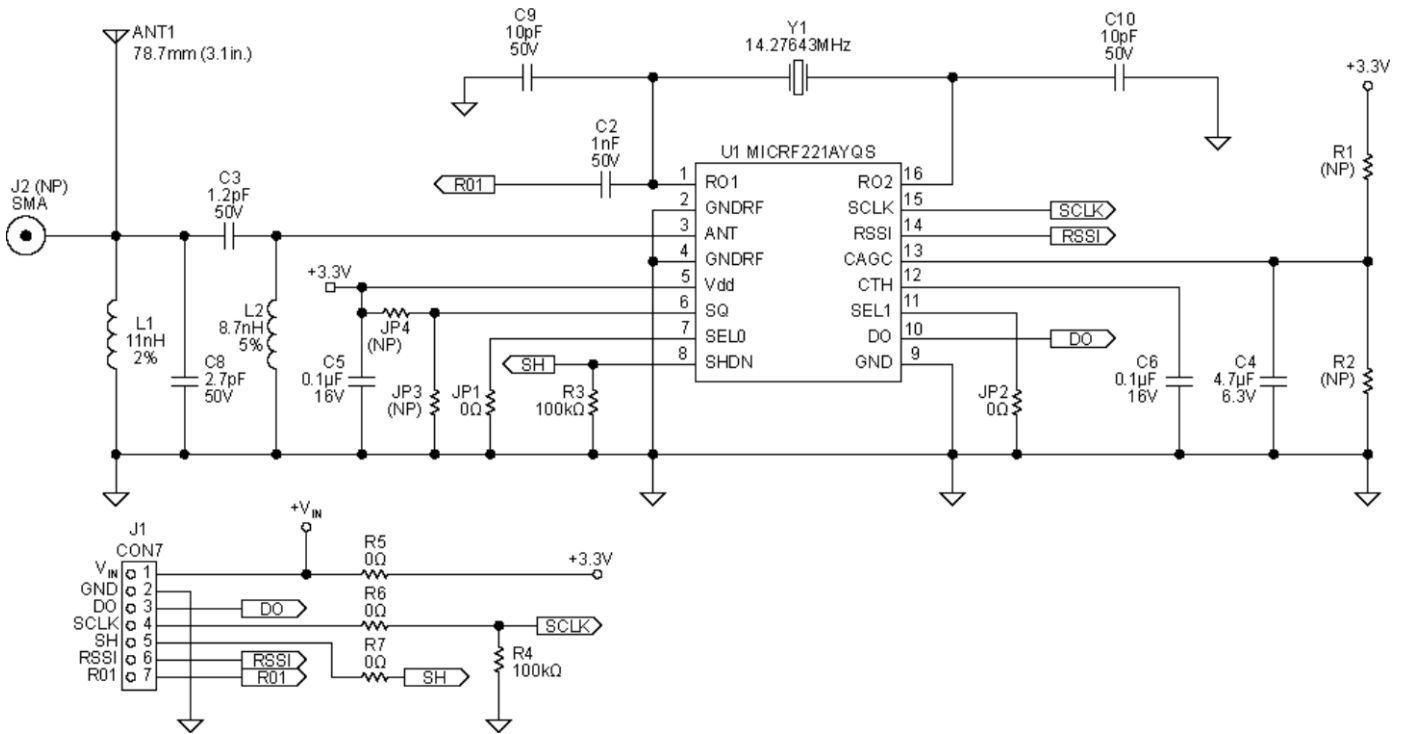 ANT1
78.7mm (3.1in.)
C9
10pF
50V
Y1
14.27643MHz
C10
10pF
50V
+3.3V
C2
1nF
50V
R01
U1 MICRF221AYQS
1
RO1
2
GNDRF
3
ANT
4
GNDRF
5
Vdd
6
SQ
7
SEL0
8
SHDN
RO2
16
SCLK
15
RSSI
14
CAGC
13
CTH
12
SEL1
11
DO
10
GND
9
SCLK
RSSI
DO
R1
(NP)
R2
(NP)
J2 (NP)
SMA
C3
1.2pF
50V
+3.3V
L1
11nH
2%
C8
2.7pF
50V
L2
8.7nH
5%
C5
0.1µF
16V
JP4
(NP)
JP3
(NP)
JP1
0Ω
SH
R3
100kΩ
JP2
0Ω
C6
0.1µF
16V
C4
4.7µF
6.3V
J1
CON7
VIN 1
GND 2
DO 3
SCLK 4
SH 5
RSSI 6
R01 7
+VIN
R5
0Ω
+3.3V
DO
R6
0Ω
SCLK
R7
0Ω
SH
R4
100kΩ
RSSI
R01